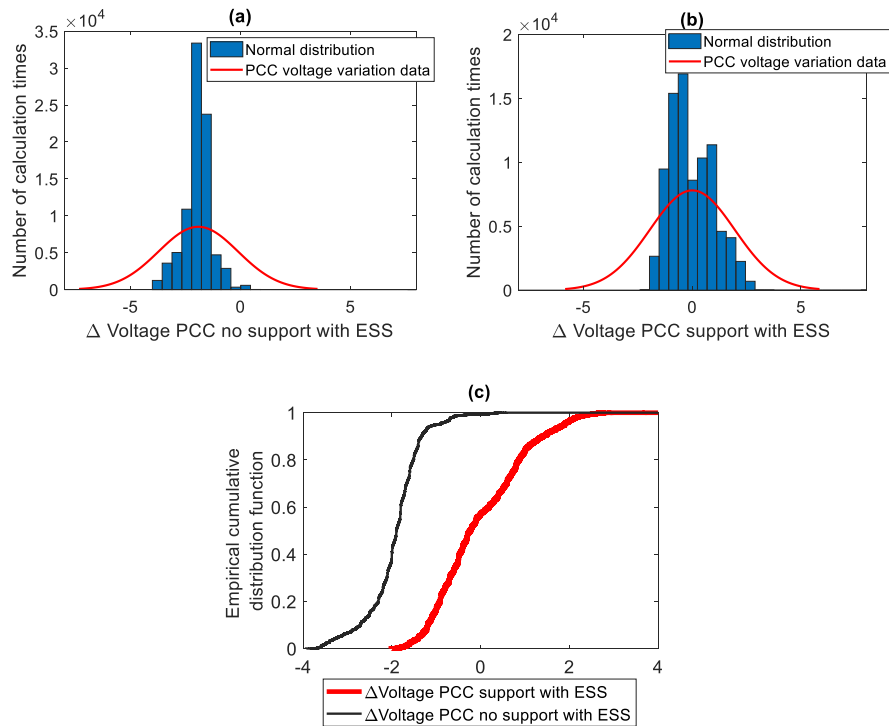 (a)
×10⁴
3.5
3
2.5
2
1.5
1
0.5
0
Number of calculation times
Normal distribution
PCC voltage variation data
-5 0 5
Δ Voltage PCC no support with ESS
(b)
×10⁴
2
1.5
1
0.5
0
Number of calculation times
Normal distribution
PCC voltage variation data
-5 0 5
Δ Voltage PCC support with ESS
(c)
1
0.8
0.6
0.4
0.2
0
Empirical cumulative
distribution function
-4 -2 0 2 4
ΔVoltage PCC support with ESS
ΔVoltage PCC no support with ESS